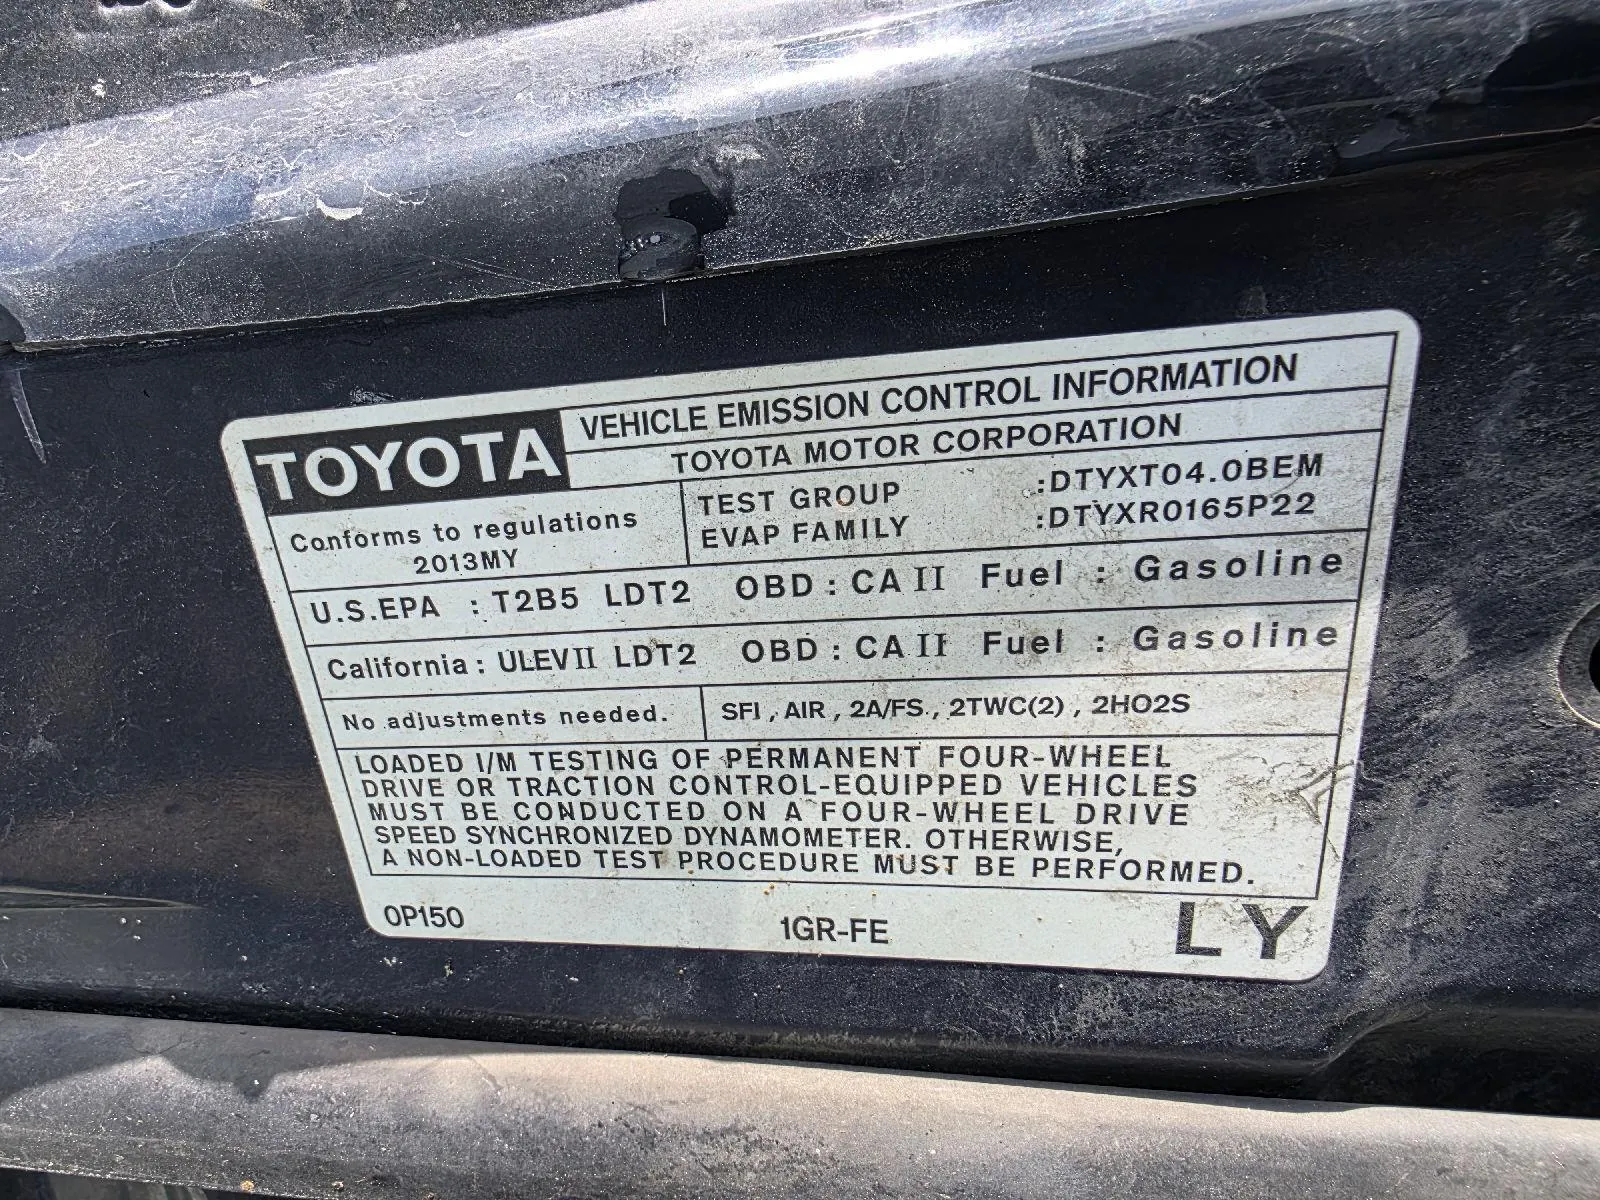 TOYOTA
VEHICLE EMISSION CONTROL INFORMATION
TOYOTA MOTOR CORPORATION
Conforms to regulations
2013MY
TEST GROUP :DTYXT04.0BEM
EVAP FAMILY :DTYXR0165P22
U.S.EPA : T2B5 LDT2 OBD : CA II Fuel : Gasoline
California : ULEV II LDT2 OBD : CA II Fuel : Gasoline
No adjustments needed.
SFI , AIR , 2A/FS , 2TWC(2) , 2HO2S
LOADED I/M TESTING OF PERMANENT FOUR-WHEEL
DRIVE OR TRACTION CONTROL-EQUIPPED VEHICLES
MUST BE CONDUCTED ON A FOUR-WHEEL DRIVE
SPEED SYNCHRONIZED DYNAMOMETER. OTHERWISE,
A NON-LOADED TEST PROCEDURE MUST BE PERFORMED.
0P150 1GR-FE LY